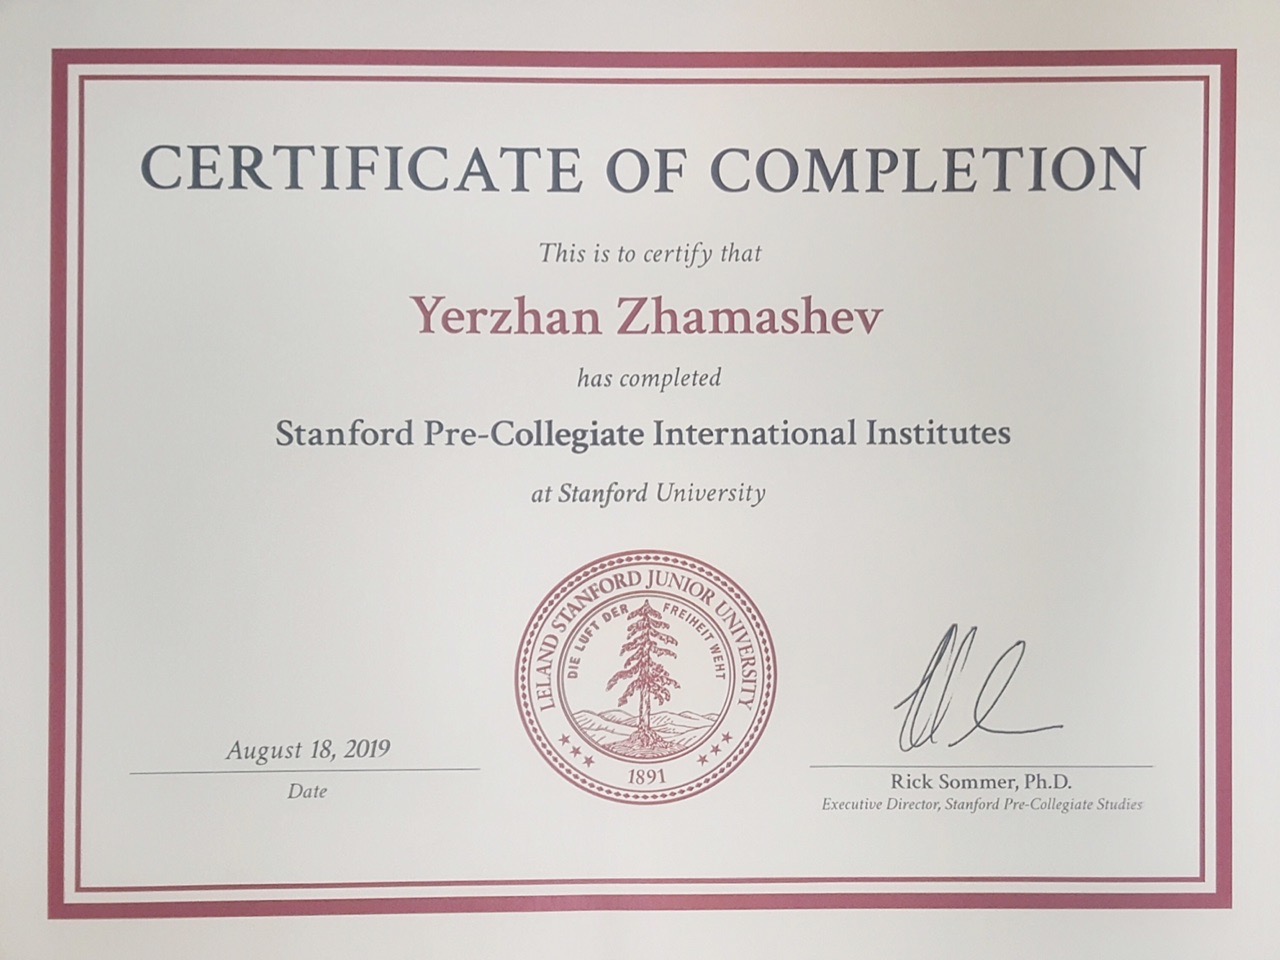 CERTIFICATE OF COMPLETION
This is to certify that
Yerzhan Zhamashev
has completed
Stanford Pre-Collegiate International Institutes
at Stanford University
LELAND STANFORD JUNIOR UNIVERSITY
DIE LUFT DER FREIHEIT WEHT
1891
August 18, 2019
Date
Rick Sommer, Ph.D.
Executive Director, Stanford Pre-Collegiate Studies